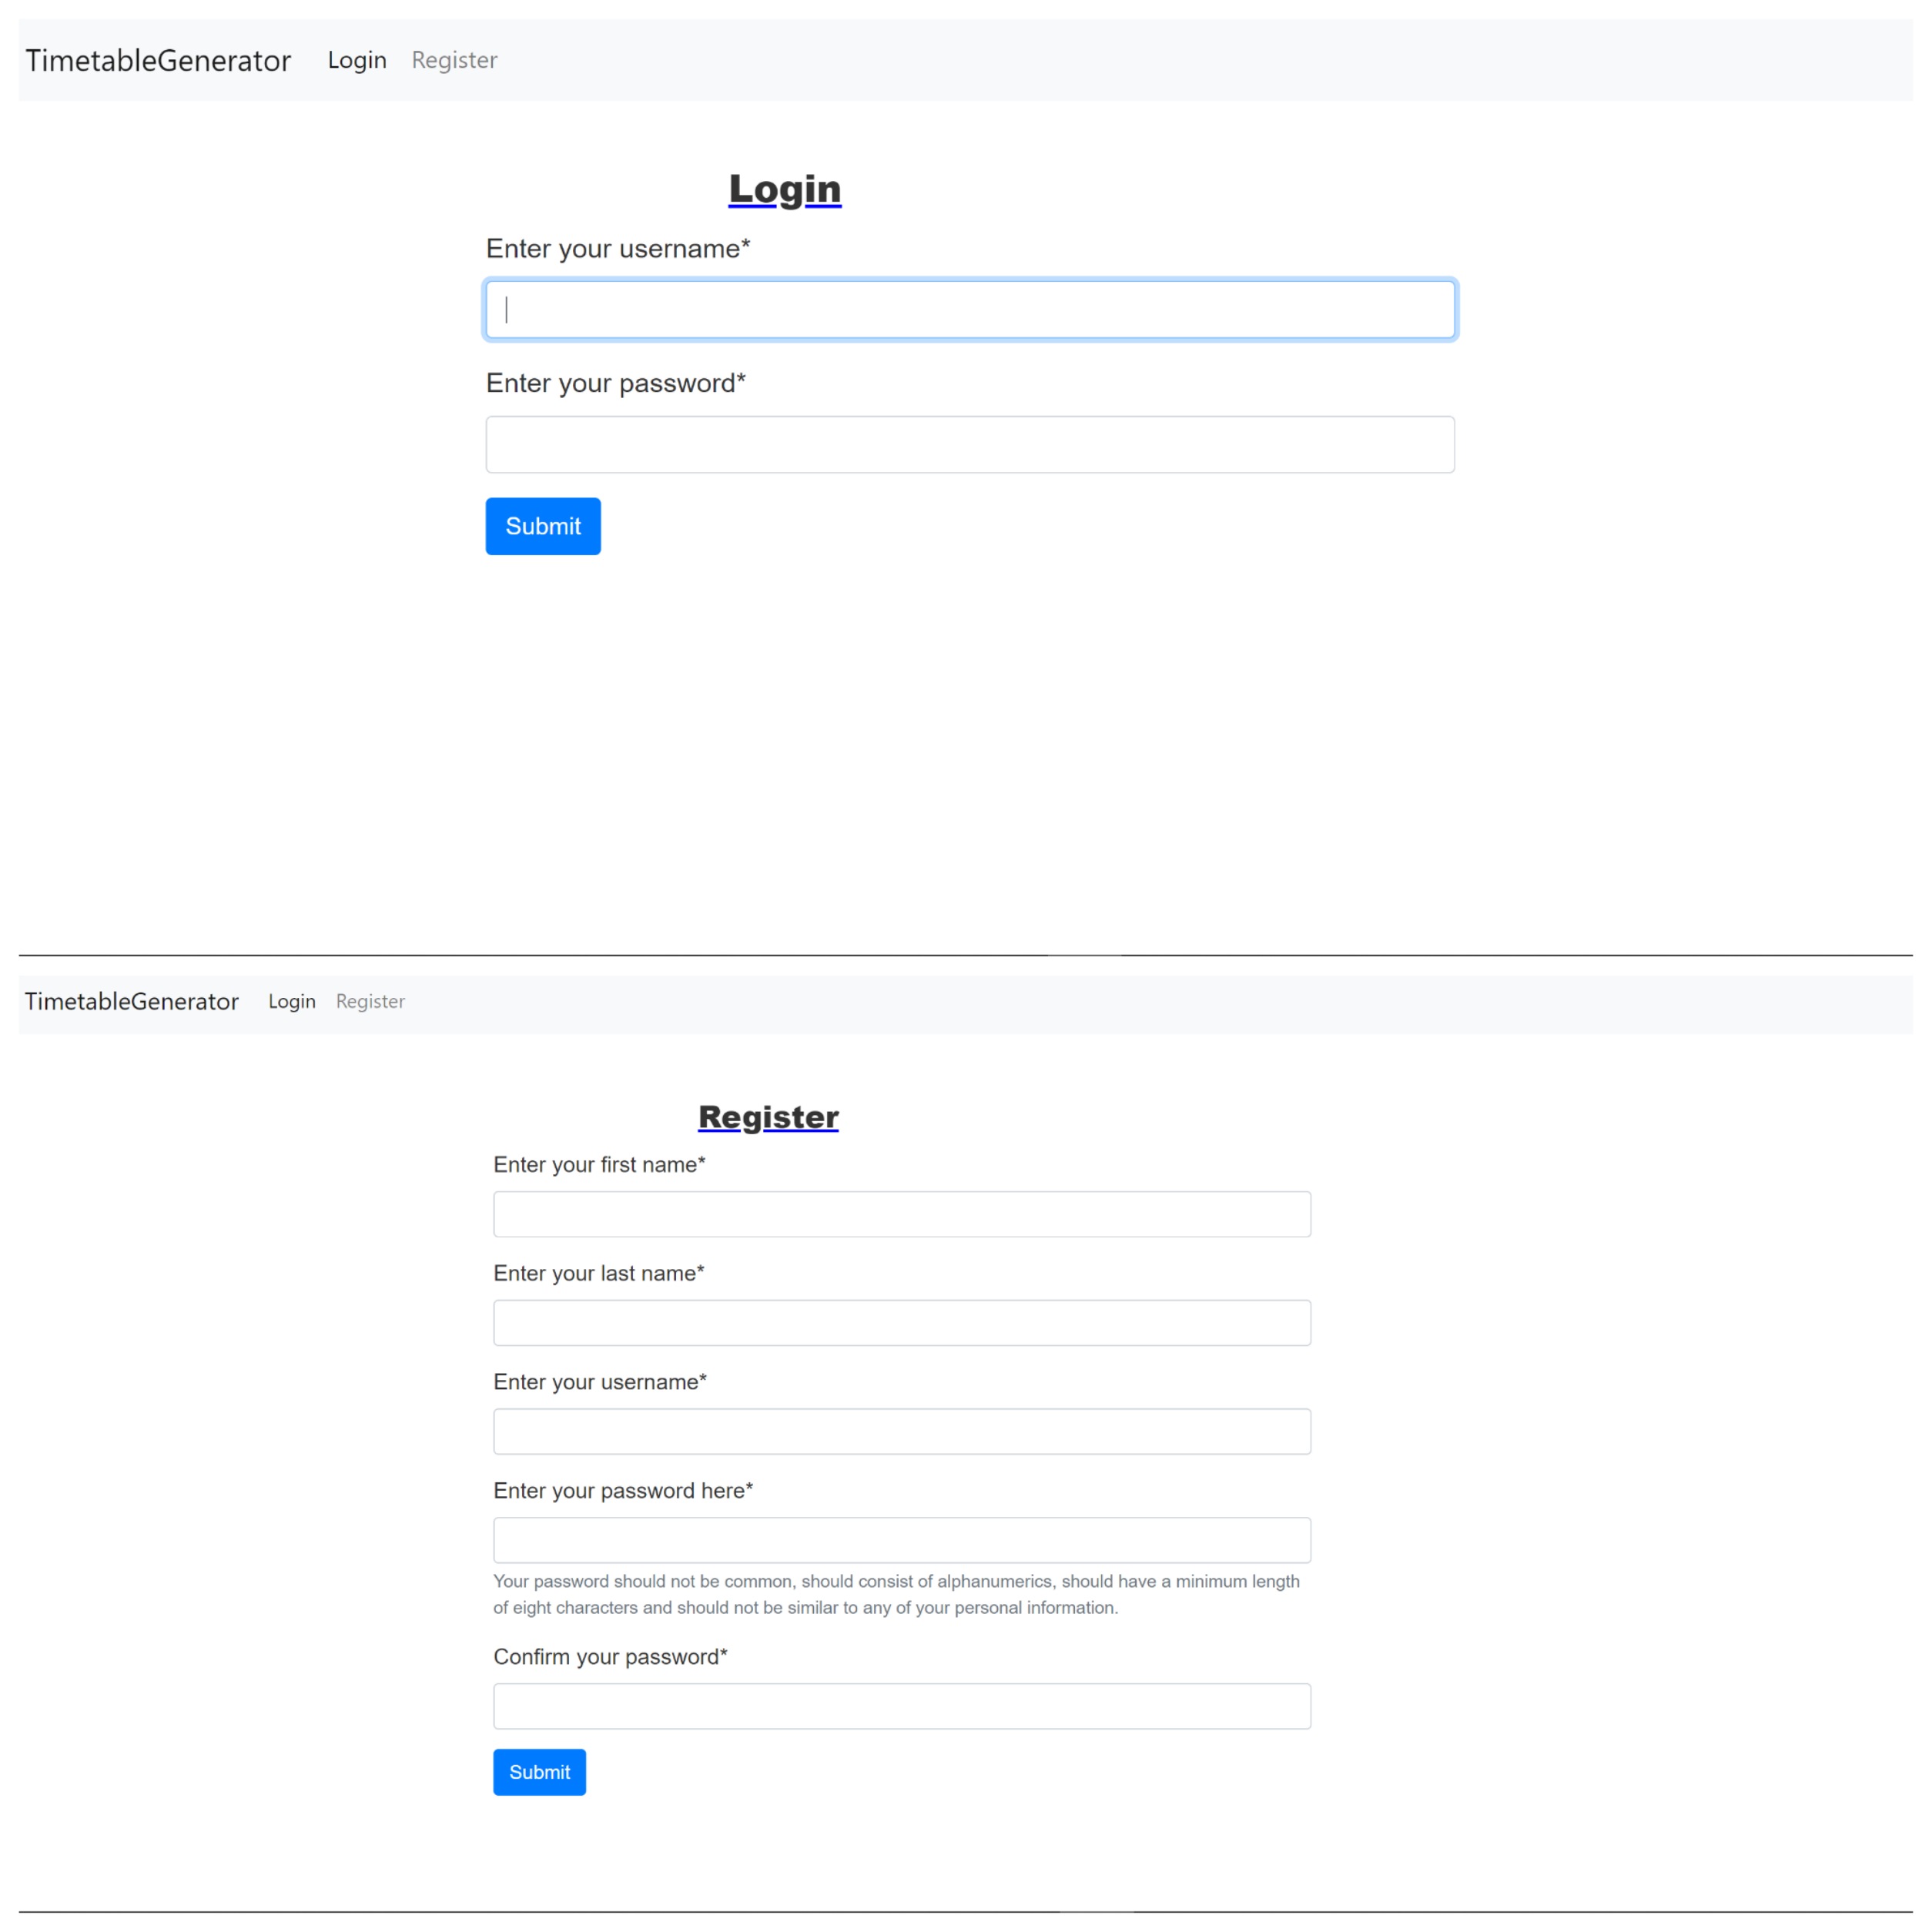 TimetableGenerator Login Register
Login
Enter your username*
Enter your password*
Submit
TimetableGenerator Login Register
Register
Enter your first name*
Enter your last name*
Enter your username*
Enter your password here*
Your password should not be common, should consist of alphanumerics, should have a minimum length
of eight characters and should not be similar to any of your personal information.
Confirm your password*
Submit